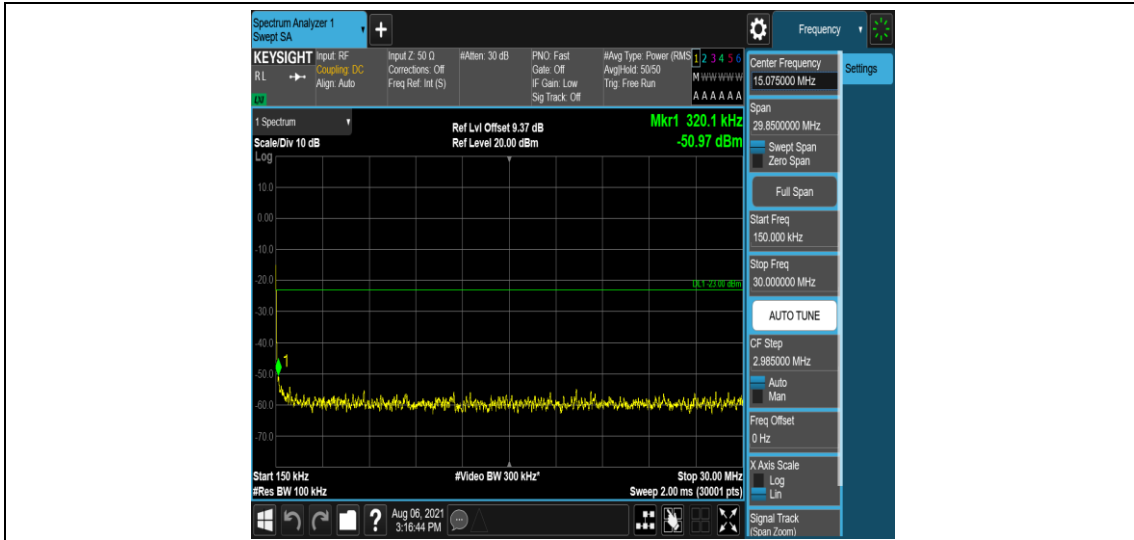 Spectrum Analyzer 1
Swept SA
+
Frequency
KEYSIGHT
RL
Input: RF
Coupling: DC
Align: Auto
Input Z: 50 Ω
Corrections: Off
Freq Ref: Int (S)
#Atten: 30 dB
PNO: Fast
Gate: Off
IF Gain: Low
Sig Track: Off
#Avg Type: Power (RMS
Avg|Hold: 50/50
Trig: Free Run
1 2 3 4 5 6
M W W W W W
A A A A A A
1 Spectrum
Scale/Div 10 dB
Log
Ref Lvl Offset 9.37 dB
Ref Level 20.00 dBm
Mkr1 320.1 kHz
-50.97 dBm
10.0
0.00
-10.0
-20.0
DL1 -23.00 dBm
-30.0
-40.0
1
-50.0
-60.0
-70.0
Start 150 kHz
#Res BW 100 kHz
#Video BW 300 kHz*
Stop 30.00 MHz
Sweep 2.00 ms (30001 pts)
Center Frequency
15.075000 MHz
Settings
Span
29.8500000 MHz
Swept Span
Zero Span
Full Span
Start Freq
150.000 kHz
Stop Freq
30.000000 MHz
AUTO TUNE
CF Step
2.985000 MHz
Auto
Man
Freq Offset
0 Hz
X Axis Scale
Log
Lin
Signal Track
(Span Zoom)
?
Aug 06, 2021
3:16:44 PM